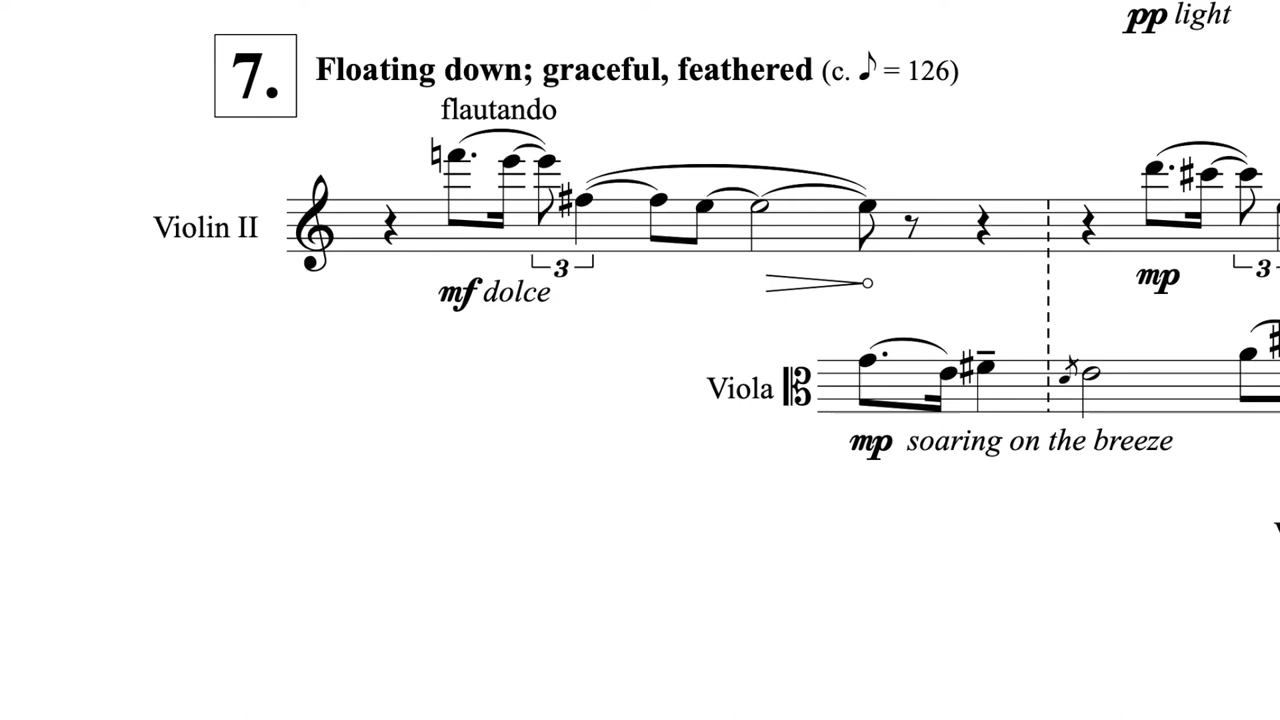 pp light
7. Floating down; graceful, feathered (c. ♪ = 126)
flautando
Violin II
3
3
mf dolce
mp
Viola
mp soaring on the breeze